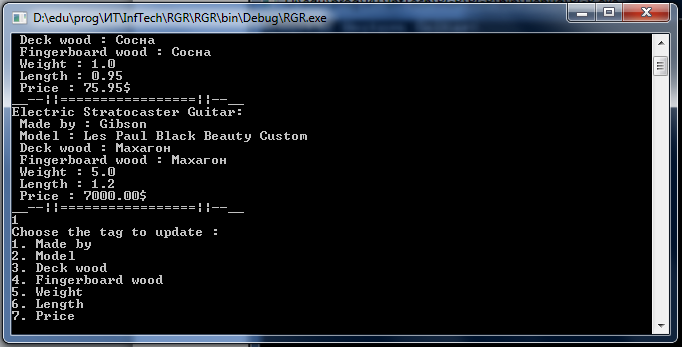 D:\edu\prog\ИТ\InfTech\RGR\RGR\bin\Debug\RGR.exe
Deck wood : Сосна
Fingerboard wood : Сосна
Weight : 1.0
Length : 0.95
Price : 75.95$
__--¦¦=================¦¦--__
Electric Stratocaster Guitar:
Made by : Gibson
Model : Les Paul Black Beauty Custom
Deck wood : Махагон
Fingerboard wood : Махагон
Weight : 5.0
Length : 1.2
Price : 7000.00$
__--¦¦=================¦¦--__
1
Choose the tag to update :
1. Made by
2. Model
3. Deck wood
4. Fingerboard wood
5. Weight
6. Length
7. Price